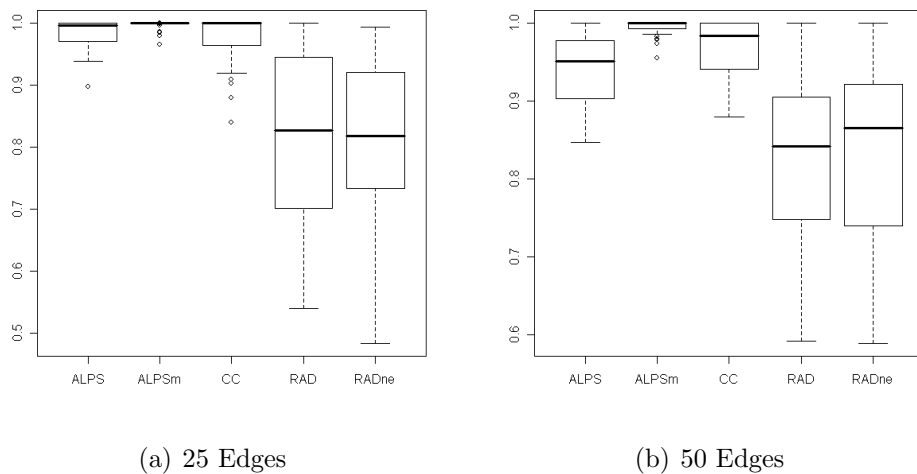 1.0
0.9
0.8
0.7
0.6
0.5
ALPS ALPSm CC RAD RADne
(a) 25 Edges
1.0
0.9
0.8
0.7
0.6
ALPS ALPSm CC RAD RADne
(b) 50 Edges